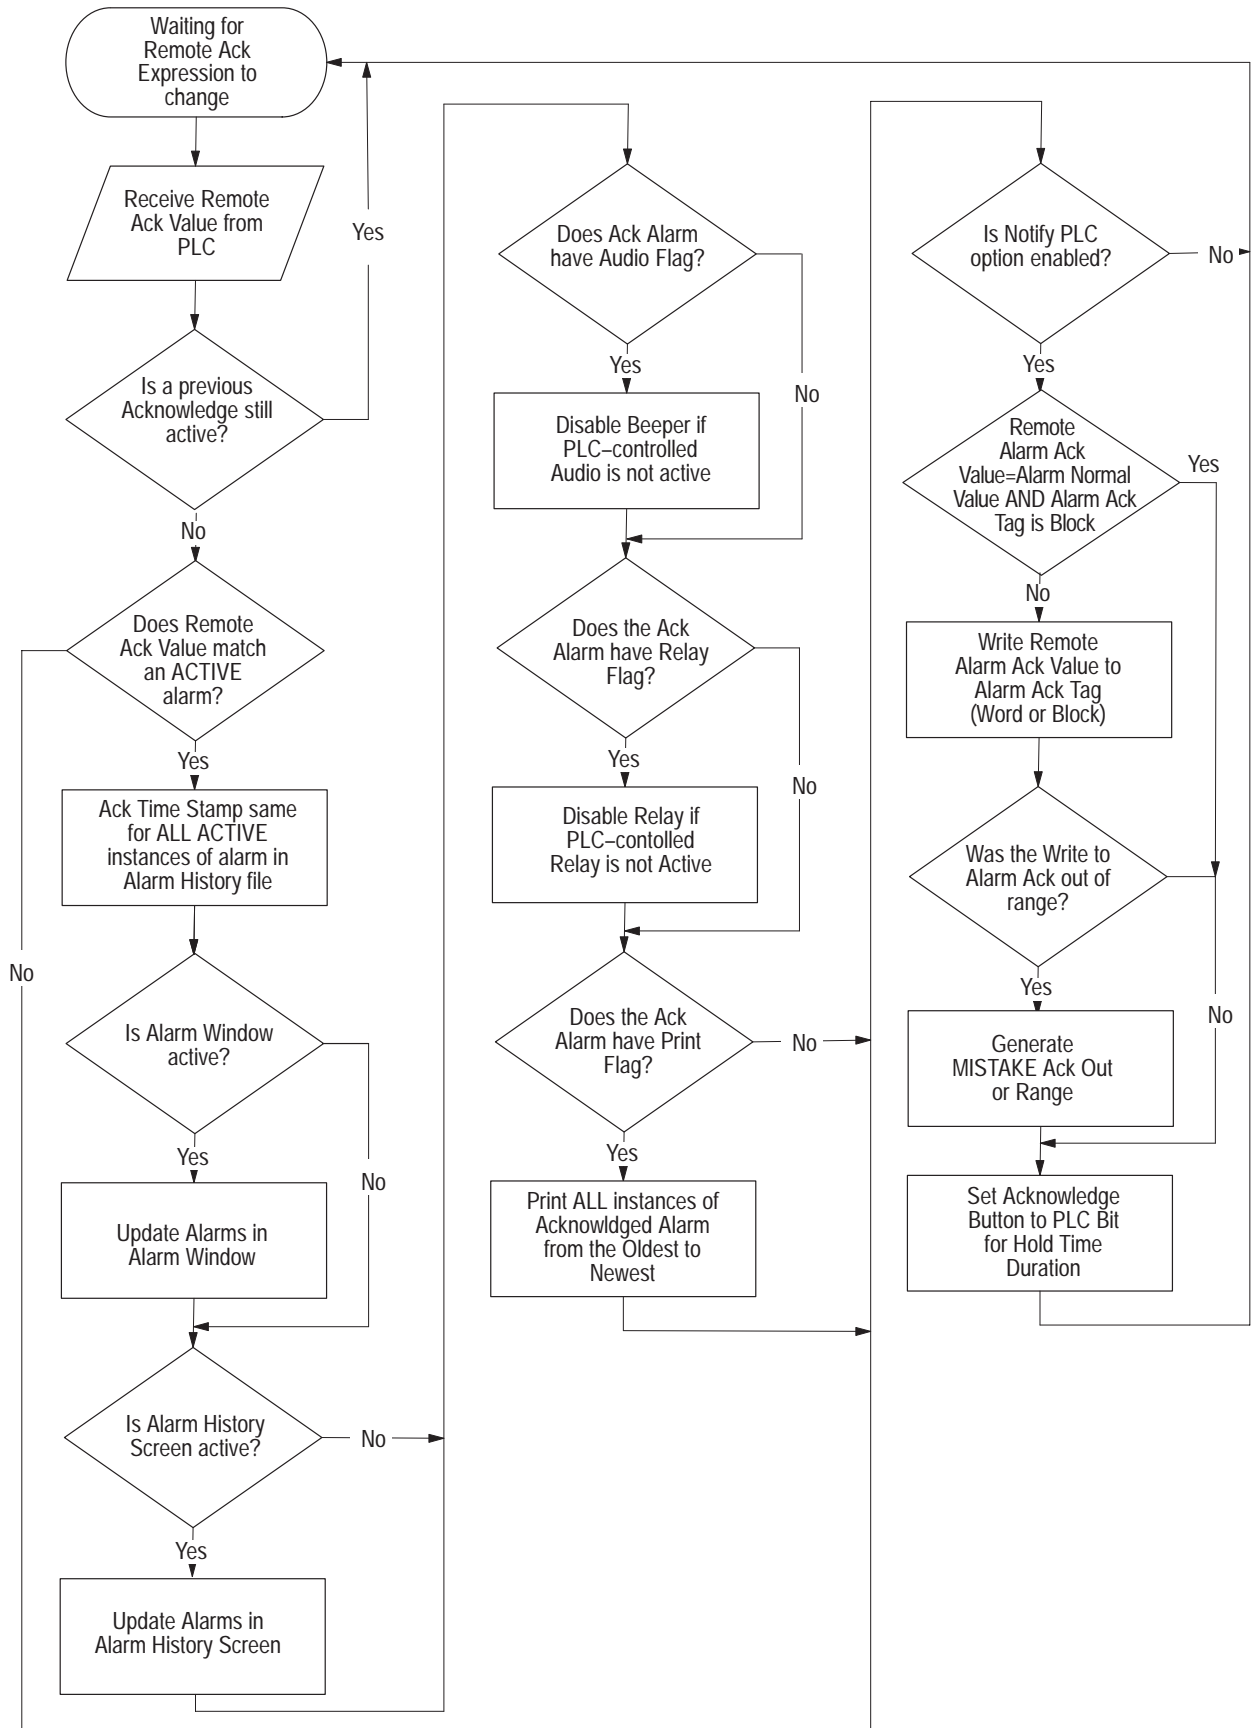 Waiting for
Remote Ack
Expression to
change
Receive Remote
Ack Value from
PLC
Yes
Is a previous
Acknowledge still
active?
No
Does Remote
Ack Value match
an ACTIVE
alarm?
Yes
Ack Time Stamp same
for ALL ACTIVE
instances of alarm in
Alarm History file
No
Is Alarm Window
active?
Yes
No
Update Alarms in
Alarm Window
Is Alarm History
Screen active?
No
Yes
Update Alarms in
Alarm History Screen
Does Ack Alarm
have Audio Flag?
Yes
No
Disable Beeper if
PLC–controlled
Audio is not active
Does the Ack
Alarm have Relay
Flag?
Yes
No
Disable Relay if
PLC–contolled
Relay is not Active
Does the Ack
Alarm have Print
Flag?
No
Yes
Print ALL instances of
Acknowldged Alarm
from the Oldest to
Newest
Is Notify PLC
option enabled?
No
Yes
Remote
Alarm Ack
Value=Alarm Normal
Value AND Alarm Ack
Tag is Block
Yes
No
Write Remote
Alarm Ack Value to
Alarm Ack Tag
(Word or Block)
Was the Write to
Alarm Ack out of
range?
Yes
No
Generate
MISTAKE Ack Out
or Range
Set Acknowledge
Button to PLC Bit
for Hold Time
Duration